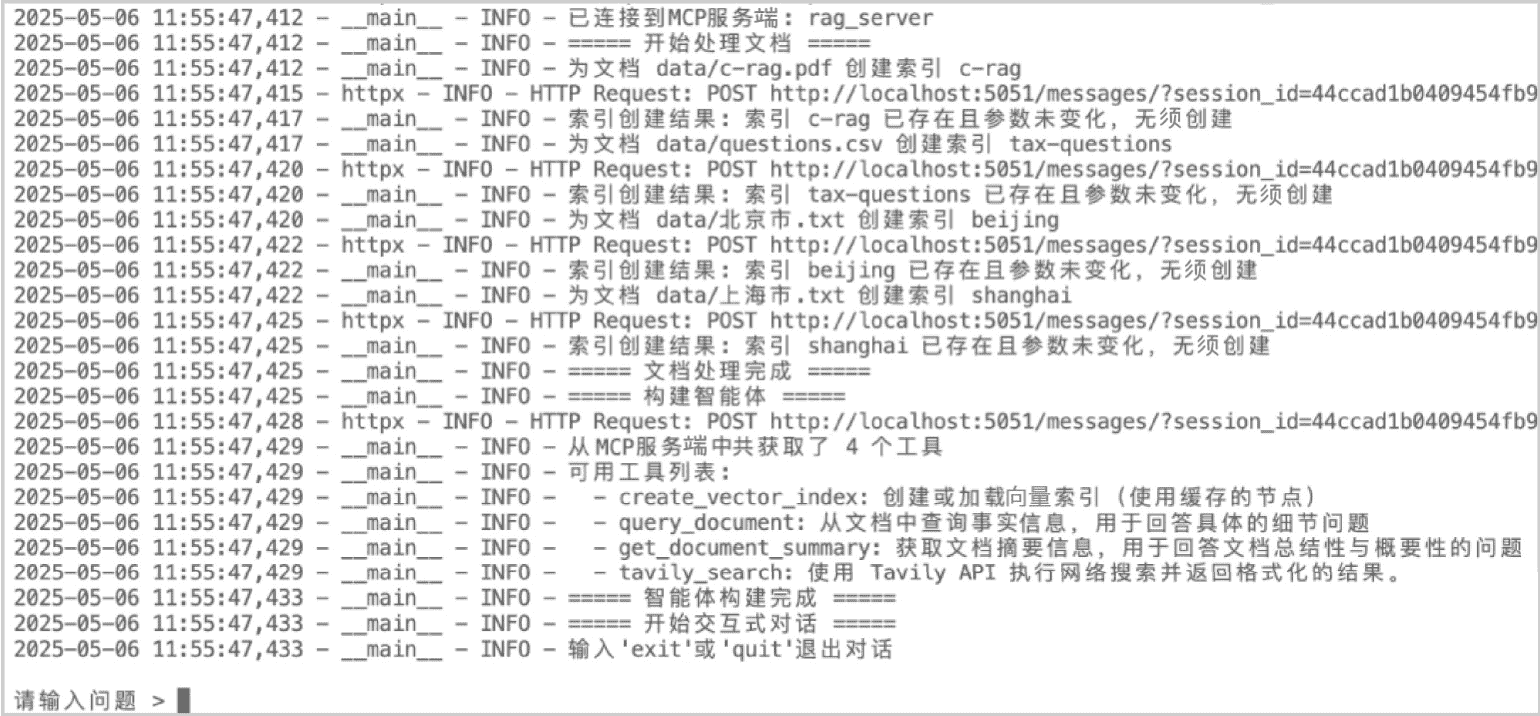 2025-05-06 11:55:47,412 - __main__ - INFO - 已连接到MCP服务端: rag_server
2025-05-06 11:55:47,412 - __main__ - INFO - ===== 开始处理文档 =====
2025-05-06 11:55:47,412 - __main__ - INFO - 为文档 data/c-rag.pdf 创建索引 c-rag
2025-05-06 11:55:47,415 - httpx - INFO - HTTP Request: POST http://localhost:5051/messages/?session_id=44ccad1b0409454fb9
2025-05-06 11:55:47,417 - __main__ - INFO - 索引创建结果: 索引 c-rag 已存在且参数未变化，无须创建
2025-05-06 11:55:47,417 - __main__ - INFO - 为文档 data/questions.csv 创建索引 tax-questions
2025-05-06 11:55:47,420 - httpx - INFO - HTTP Request: POST http://localhost:5051/messages/?session_id=44ccad1b0409454fb9
2025-05-06 11:55:47,420 - __main__ - INFO - 索引创建结果: 索引 tax-questions 已存在且参数未变化，无须创建
2025-05-06 11:55:47,420 - __main__ - INFO - 为文档 data/北京市.txt 创建索引 beijing
2025-05-06 11:55:47,422 - httpx - INFO - HTTP Request: POST http://localhost:5051/messages/?session_id=44ccad1b0409454fb9
2025-05-06 11:55:47,422 - __main__ - INFO - 索引创建结果: 索引 beijing 已存在且参数未变化，无须创建
2025-05-06 11:55:47,422 - __main__ - INFO - 为文档 data/上海市.txt 创建索引 shanghai
2025-05-06 11:55:47,425 - httpx - INFO - HTTP Request: POST http://localhost:5051/messages/?session_id=44ccad1b0409454fb9
2025-05-06 11:55:47,425 - __main__ - INFO - 索引创建结果: 索引 shanghai 已存在且参数未变化，无须创建
2025-05-06 11:55:47,425 - __main__ - INFO - ===== 文档处理完成 =====
2025-05-06 11:55:47,425 - __main__ - INFO - ===== 构建智能体 =====
2025-05-06 11:55:47,428 - httpx - INFO - HTTP Request: POST http://localhost:5051/messages/?session_id=44ccad1b0409454fb9
2025-05-06 11:55:47,429 - __main__ - INFO - 从MCP服务端中共获取了 4 个工具
2025-05-06 11:55:47,429 - __main__ - INFO - 可用工具列表:
2025-05-06 11:55:47,429 - __main__ - INFO -   - create_vector_index: 创建或加载向量索引（使用缓存的节点）
2025-05-06 11:55:47,429 - __main__ - INFO -   - query_document: 从文档中查询事实信息，用于回答具体的细节问题
2025-05-06 11:55:47,429 - __main__ - INFO -   - get_document_summary: 获取文档摘要信息，用于回答文档总结性与概要性的问题
2025-05-06 11:55:47,429 - __main__ - INFO -   - tavily_search: 使用 Tavily API 执行网络搜索并返回格式化的结果。
2025-05-06 11:55:47,433 - __main__ - INFO - ===== 智能体构建完成 =====
2025-05-06 11:55:47,433 - __main__ - INFO - ===== 开始交互式对话 =====
2025-05-06 11:55:47,433 - __main__ - INFO - 输入'exit'或'quit'退出对话
请输入问题 >